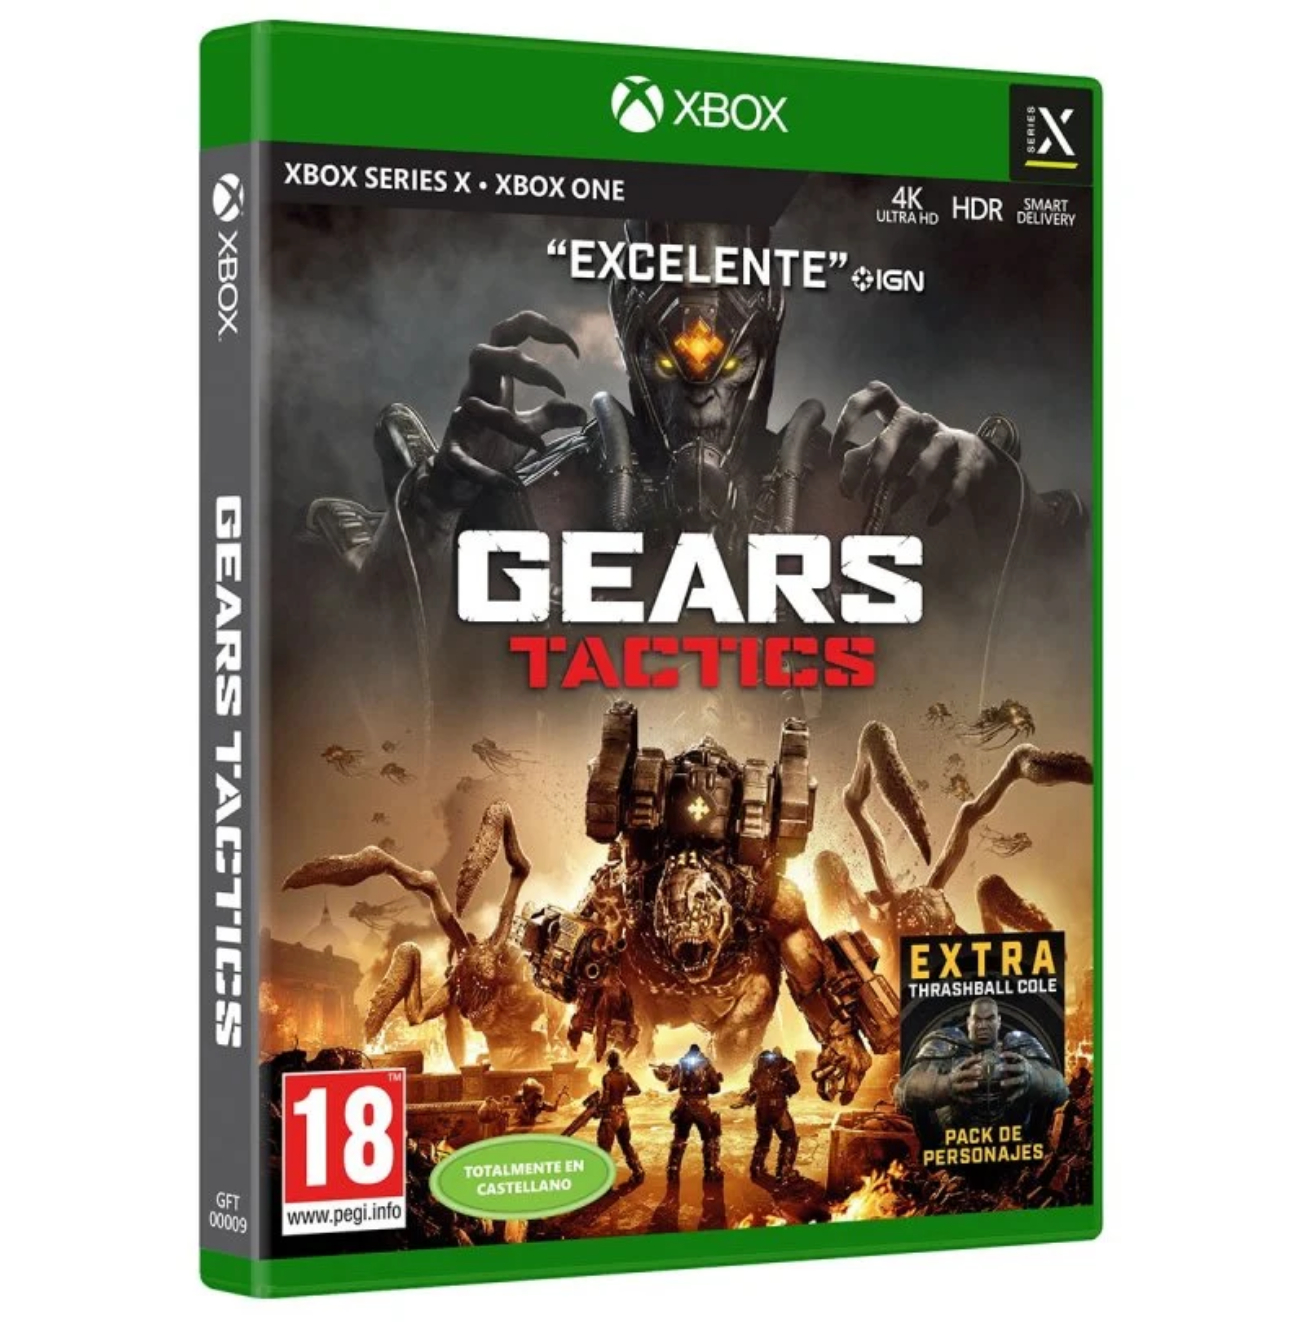 XBOX
SERIES X
XBOX SERIES X • XBOX ONE
4K
ULTRA HD
HDR
SMART
DELIVERY
“EXCELENTE” IGN
GEARS
TACTICS
EXTRA
THRASHBALL COLE
PACK DE
PERSONAJES
18™
www.pegi.info
TOTALMENTE EN
CASTELLANO
XBOX
GEARS TACTICS
GFT
00009